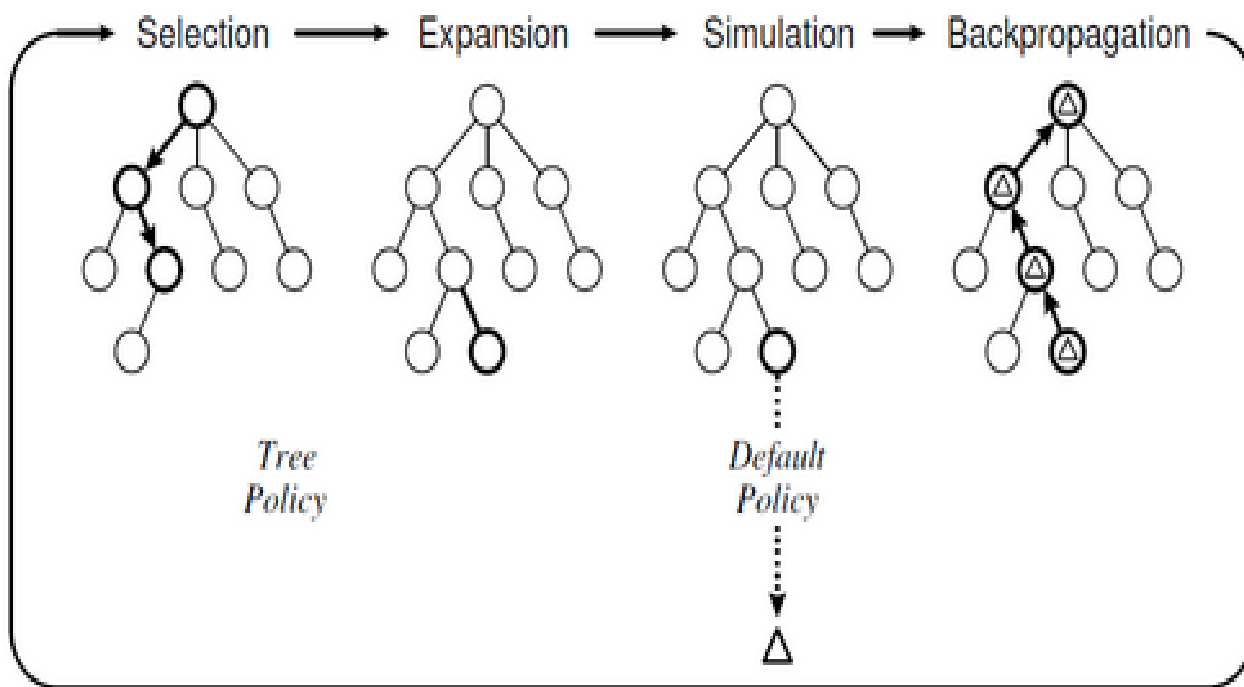 Selection Expansion Simulation Backpropagation
Tree
Policy
Default
Policy